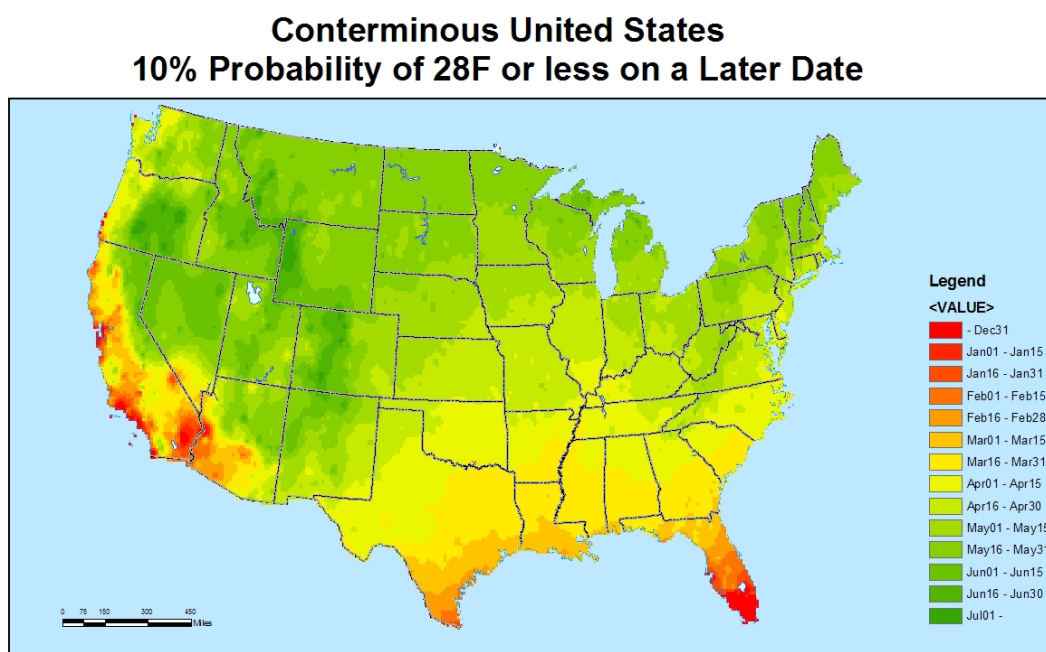 Conterminous United States
10% Probability of 28F or less on a Later Date
Legend
<VALUE>
- Dec31
Jan01 - Jan15
Jan16 - Jan31
Feb01 - Feb15
Feb16 - Feb28
Mar01 - Mar15
Mar16 - Mar31
Apr01 - Apr15
Apr16 - Apr30
May01 - May15
May16 - May31
Jun01 - Jun15
Jun16 - Jun30
Jul01 -
0 75 150 300 450
Miles